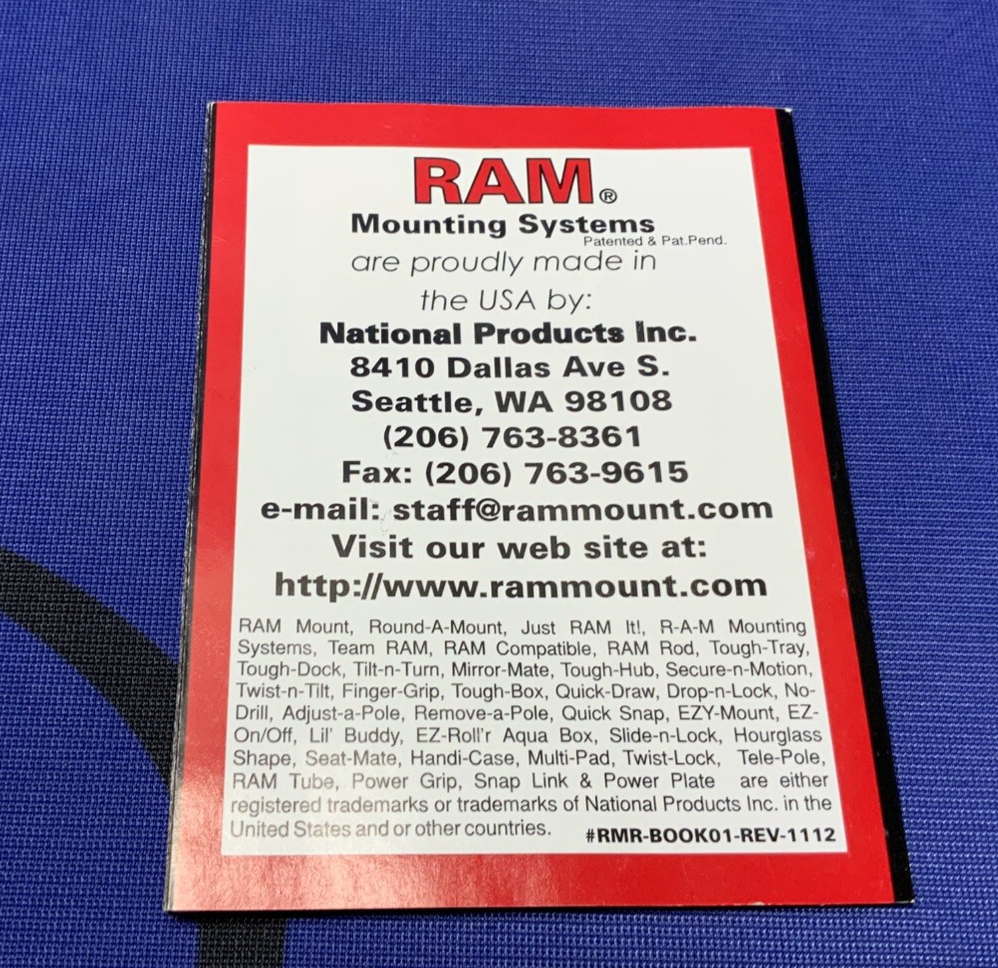 RAM®
Mounting Systems
Patented & Pat.Pend.
are proudly made in
the USA by:
National Products Inc.
8410 Dallas Ave S.
Seattle, WA 98108
(206) 763-8361
Fax: (206) 763-9615
e-mail: staff@rammount.com
Visit our web site at:
http://www.rammount.com
RAM Mount, Round-A-Mount, Just RAM It!, R-A-M Mounting
Systems, Team RAM, RAM Compatible, RAM Rod, Tough-Tray,
Tough-Dock, Tilt-n-Turn, Mirror-Mate, Tough-Hub, Secure-n-Motion,
Twist-n-Tilt, Finger-Grip, Tough-Box, Quick-Draw, Drop-n-Lock, No-
Drill, Adjust-a-Pole, Remove-a-Pole, Quick Snap, EZY-Mount, EZ-
On/Off, Lil' Buddy, EZ-Roll'r Aqua Box, Slide-n-Lock, Hourglass
Shape, Seat-Mate, Handi-Case, Multi-Pad, Twist-Lock, Tele-Pole,
RAM Tube, Power Grip, Snap Link & Power Plate are either
registered trademarks or trademarks of National Products Inc. in the
United States and or other countries. #RMR-BOOK01-REV-1112